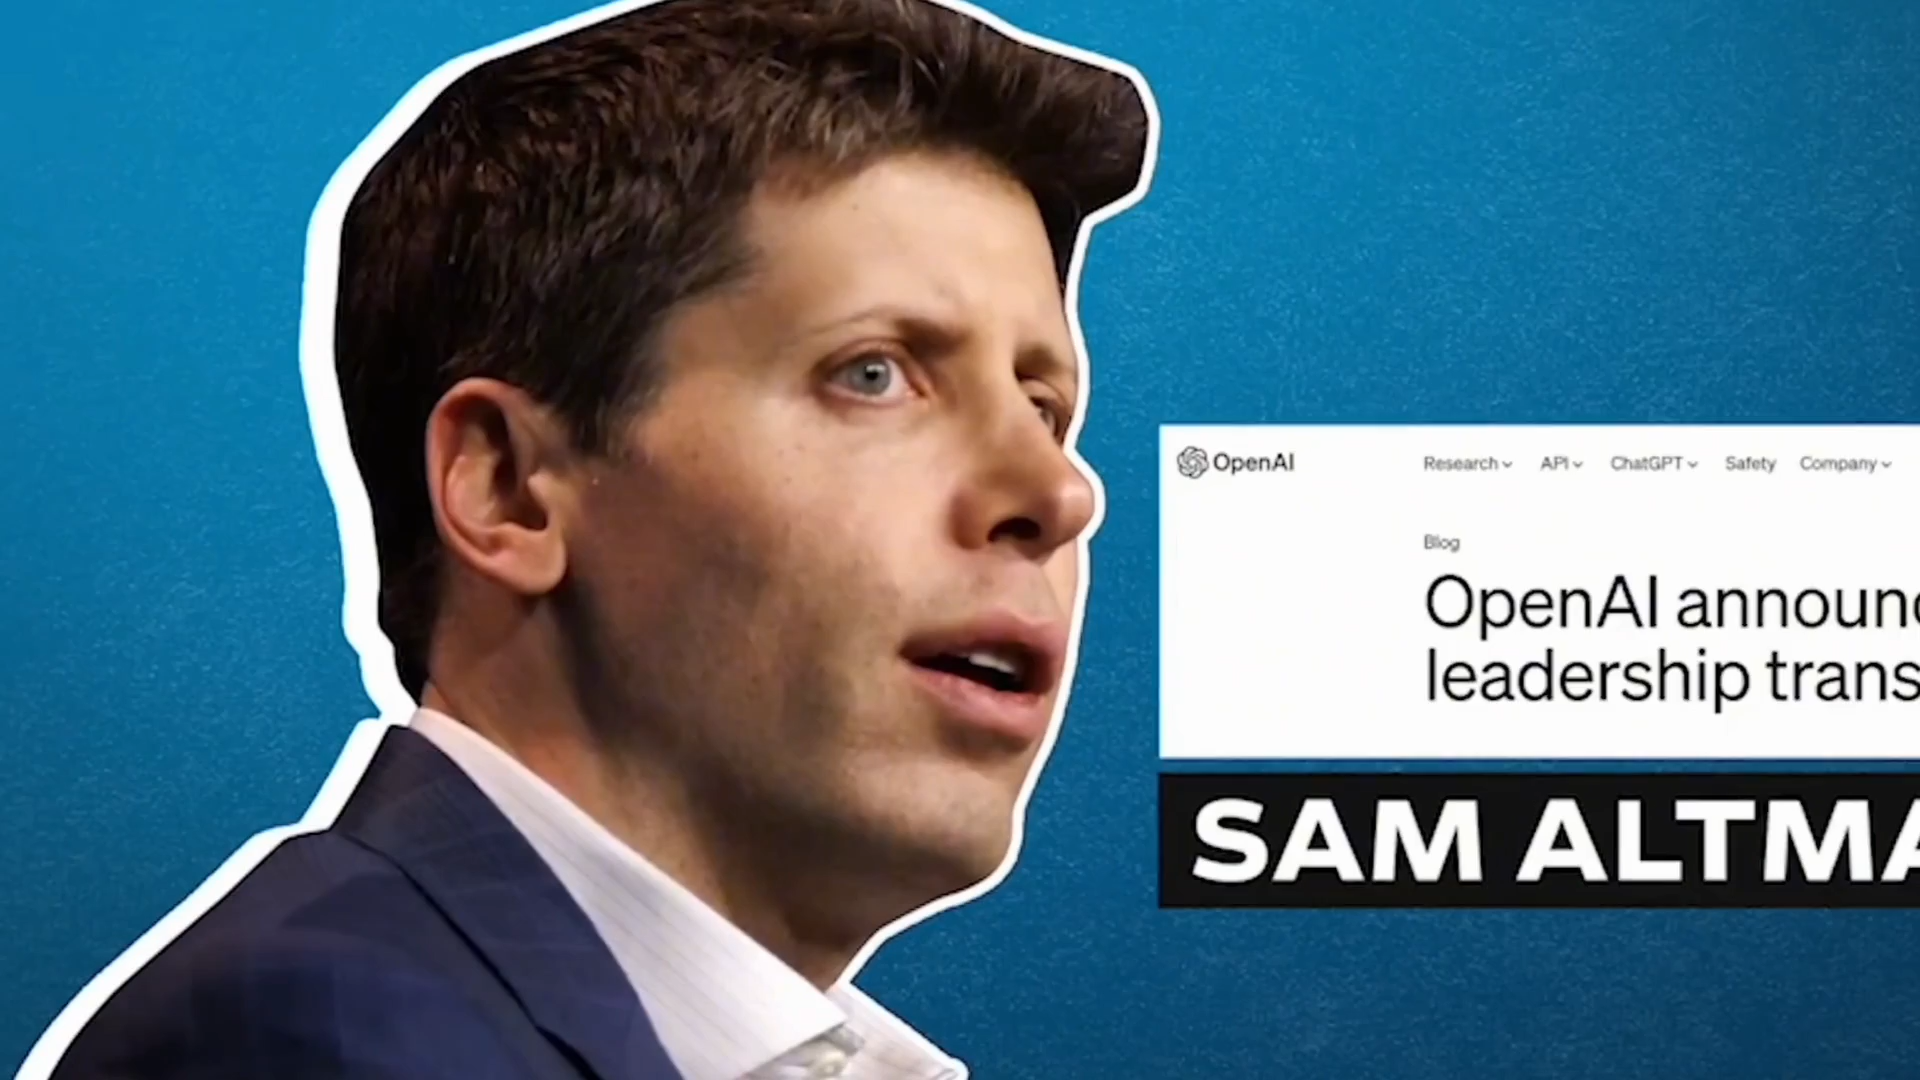 OpenAI
Research API ChatGPT Safety Company
Blog
OpenAI announc
leadership trans
SAM ALTMA